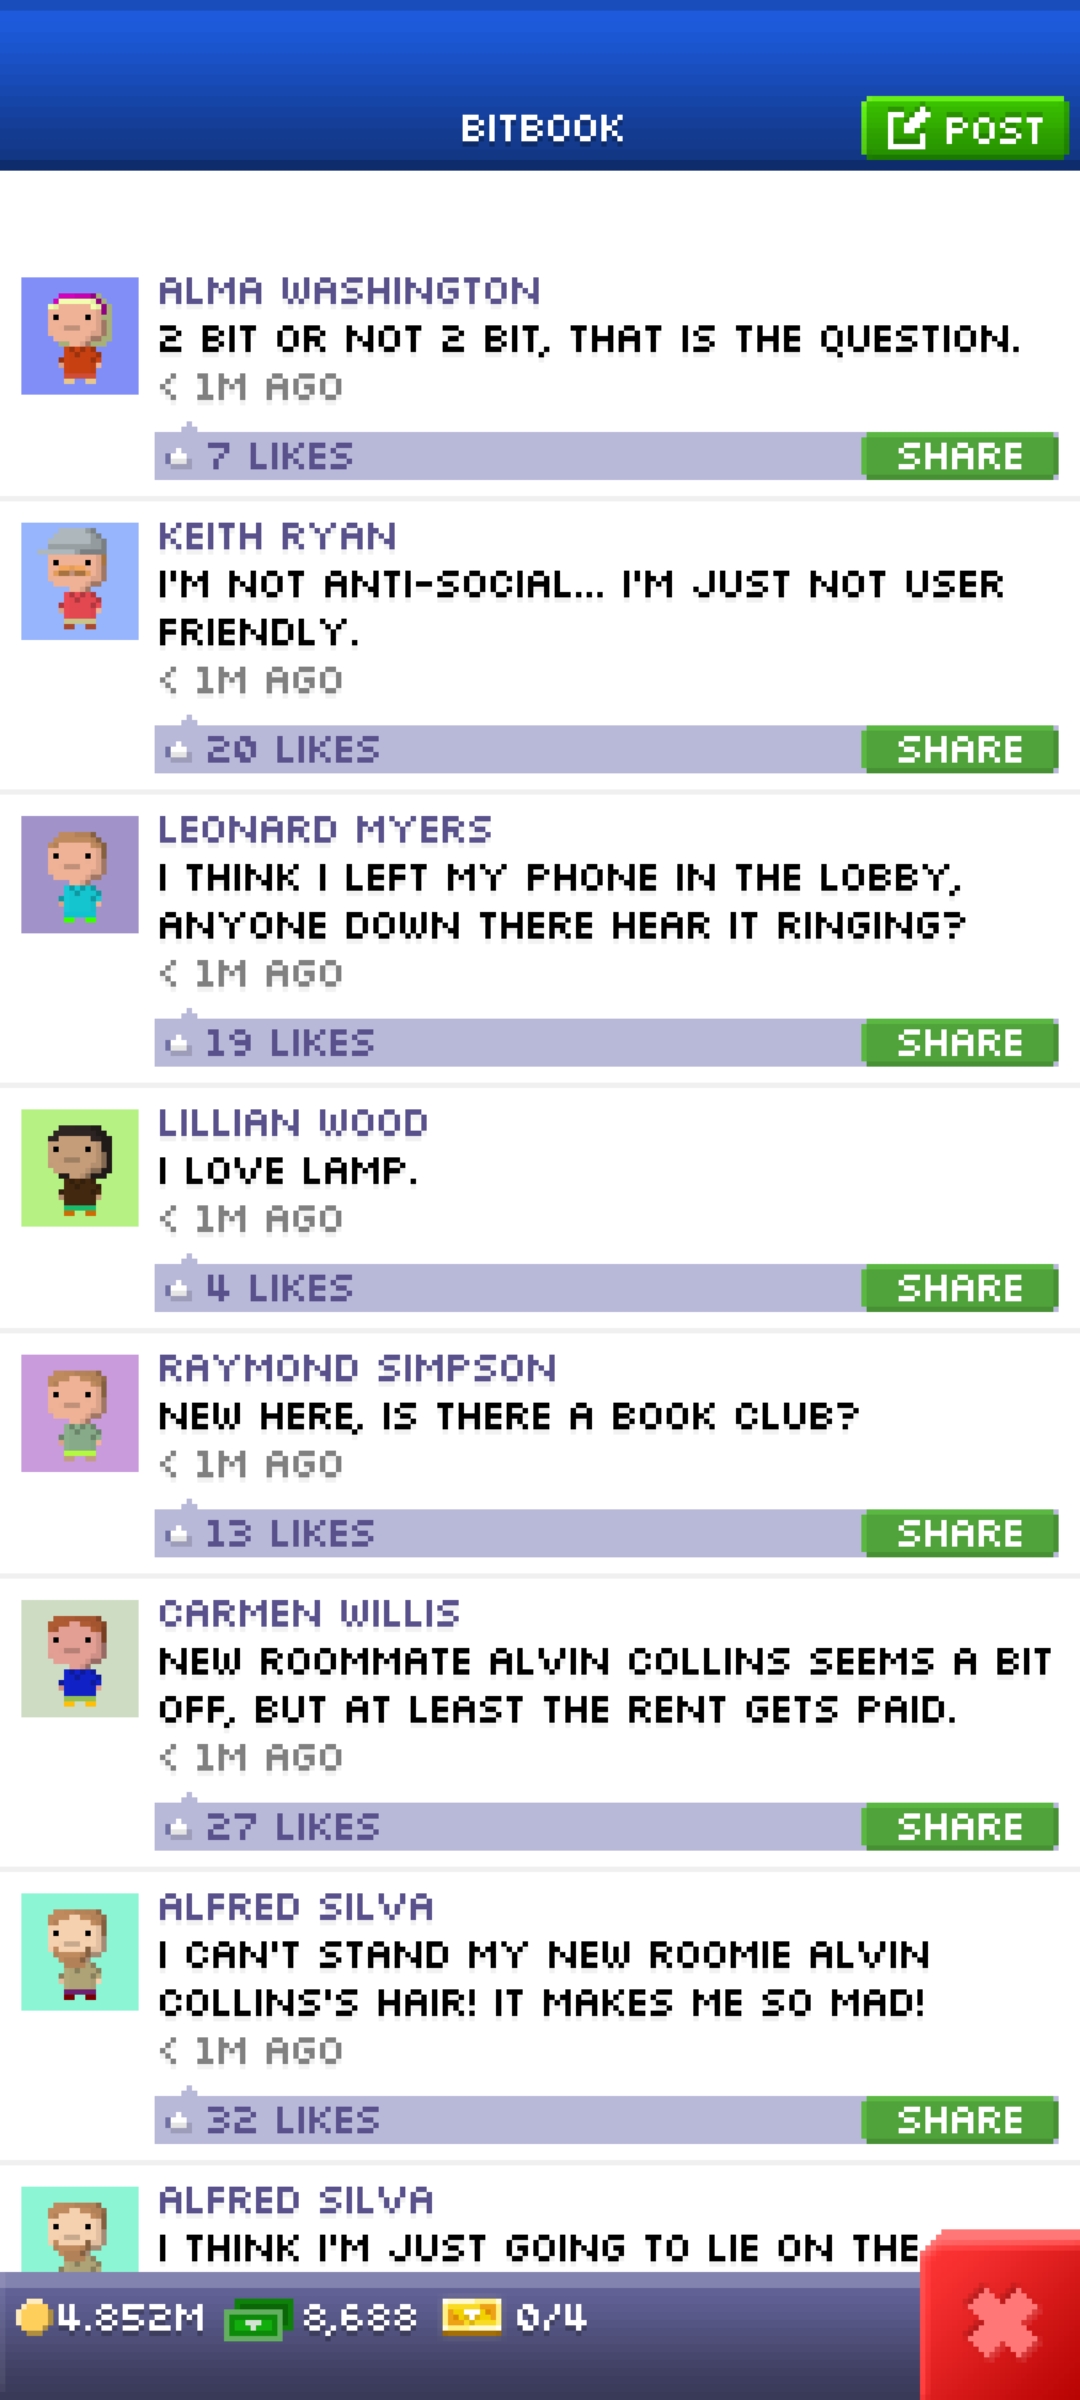 BITBOOK
POST
ALMA WASHINGTON
2 BIT OR NOT 2 BIT, THAT IS THE QUESTION.
< 1M AGO
7 LIKES
SHARE
KEITH RYAN
I'M NOT ANTI-SOCIAL... I'M JUST NOT USER
FRIENDLY.
< 1M AGO
20 LIKES
SHARE
LEONARD MYERS
I THINK I LEFT MY PHONE IN THE LOBBY,
ANYONE DOWN THERE HEAR IT RINGING?
< 1M AGO
19 LIKES
SHARE
LILLIAN WOOD
I LOVE LAMP.
< 1M AGO
4 LIKES
SHARE
RAYMOND SIMPSON
NEW HERE, IS THERE A BOOK CLUB?
< 1M AGO
13 LIKES
SHARE
CARMEN WILLIS
NEW ROOMMATE ALVIN COLLINS SEEMS A BIT
OFF, BUT AT LEAST THE RENT GETS PAID.
< 1M AGO
27 LIKES
SHARE
ALFRED SILVA
I CAN'T STAND MY NEW ROOMIE ALVIN
COLLINS'S HAIR! IT MAKES ME SO MAD!
< 1M AGO
32 LIKES
SHARE
ALFRED SILVA
I THINK I'M JUST GOING TO LIE ON THE
4.852M 8,688 0/4